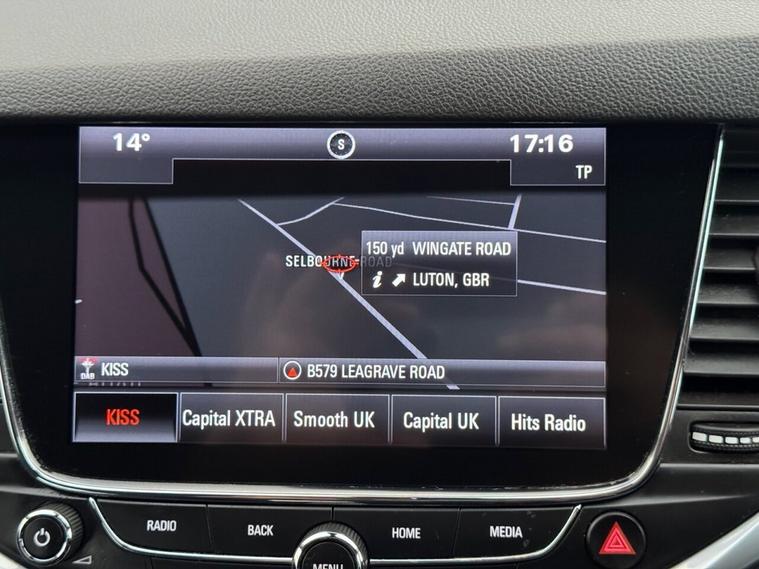 14° S 17:16
TP
150 yd WINGATE ROAD
SELBOURNE ROAD
i LUTON, GBR
DAB KISS
B579 LEAGRAVE ROAD
KISS Capital XTRA Smooth UK Capital UK Hits Radio
RADIO BACK HOME MEDIA
MENU